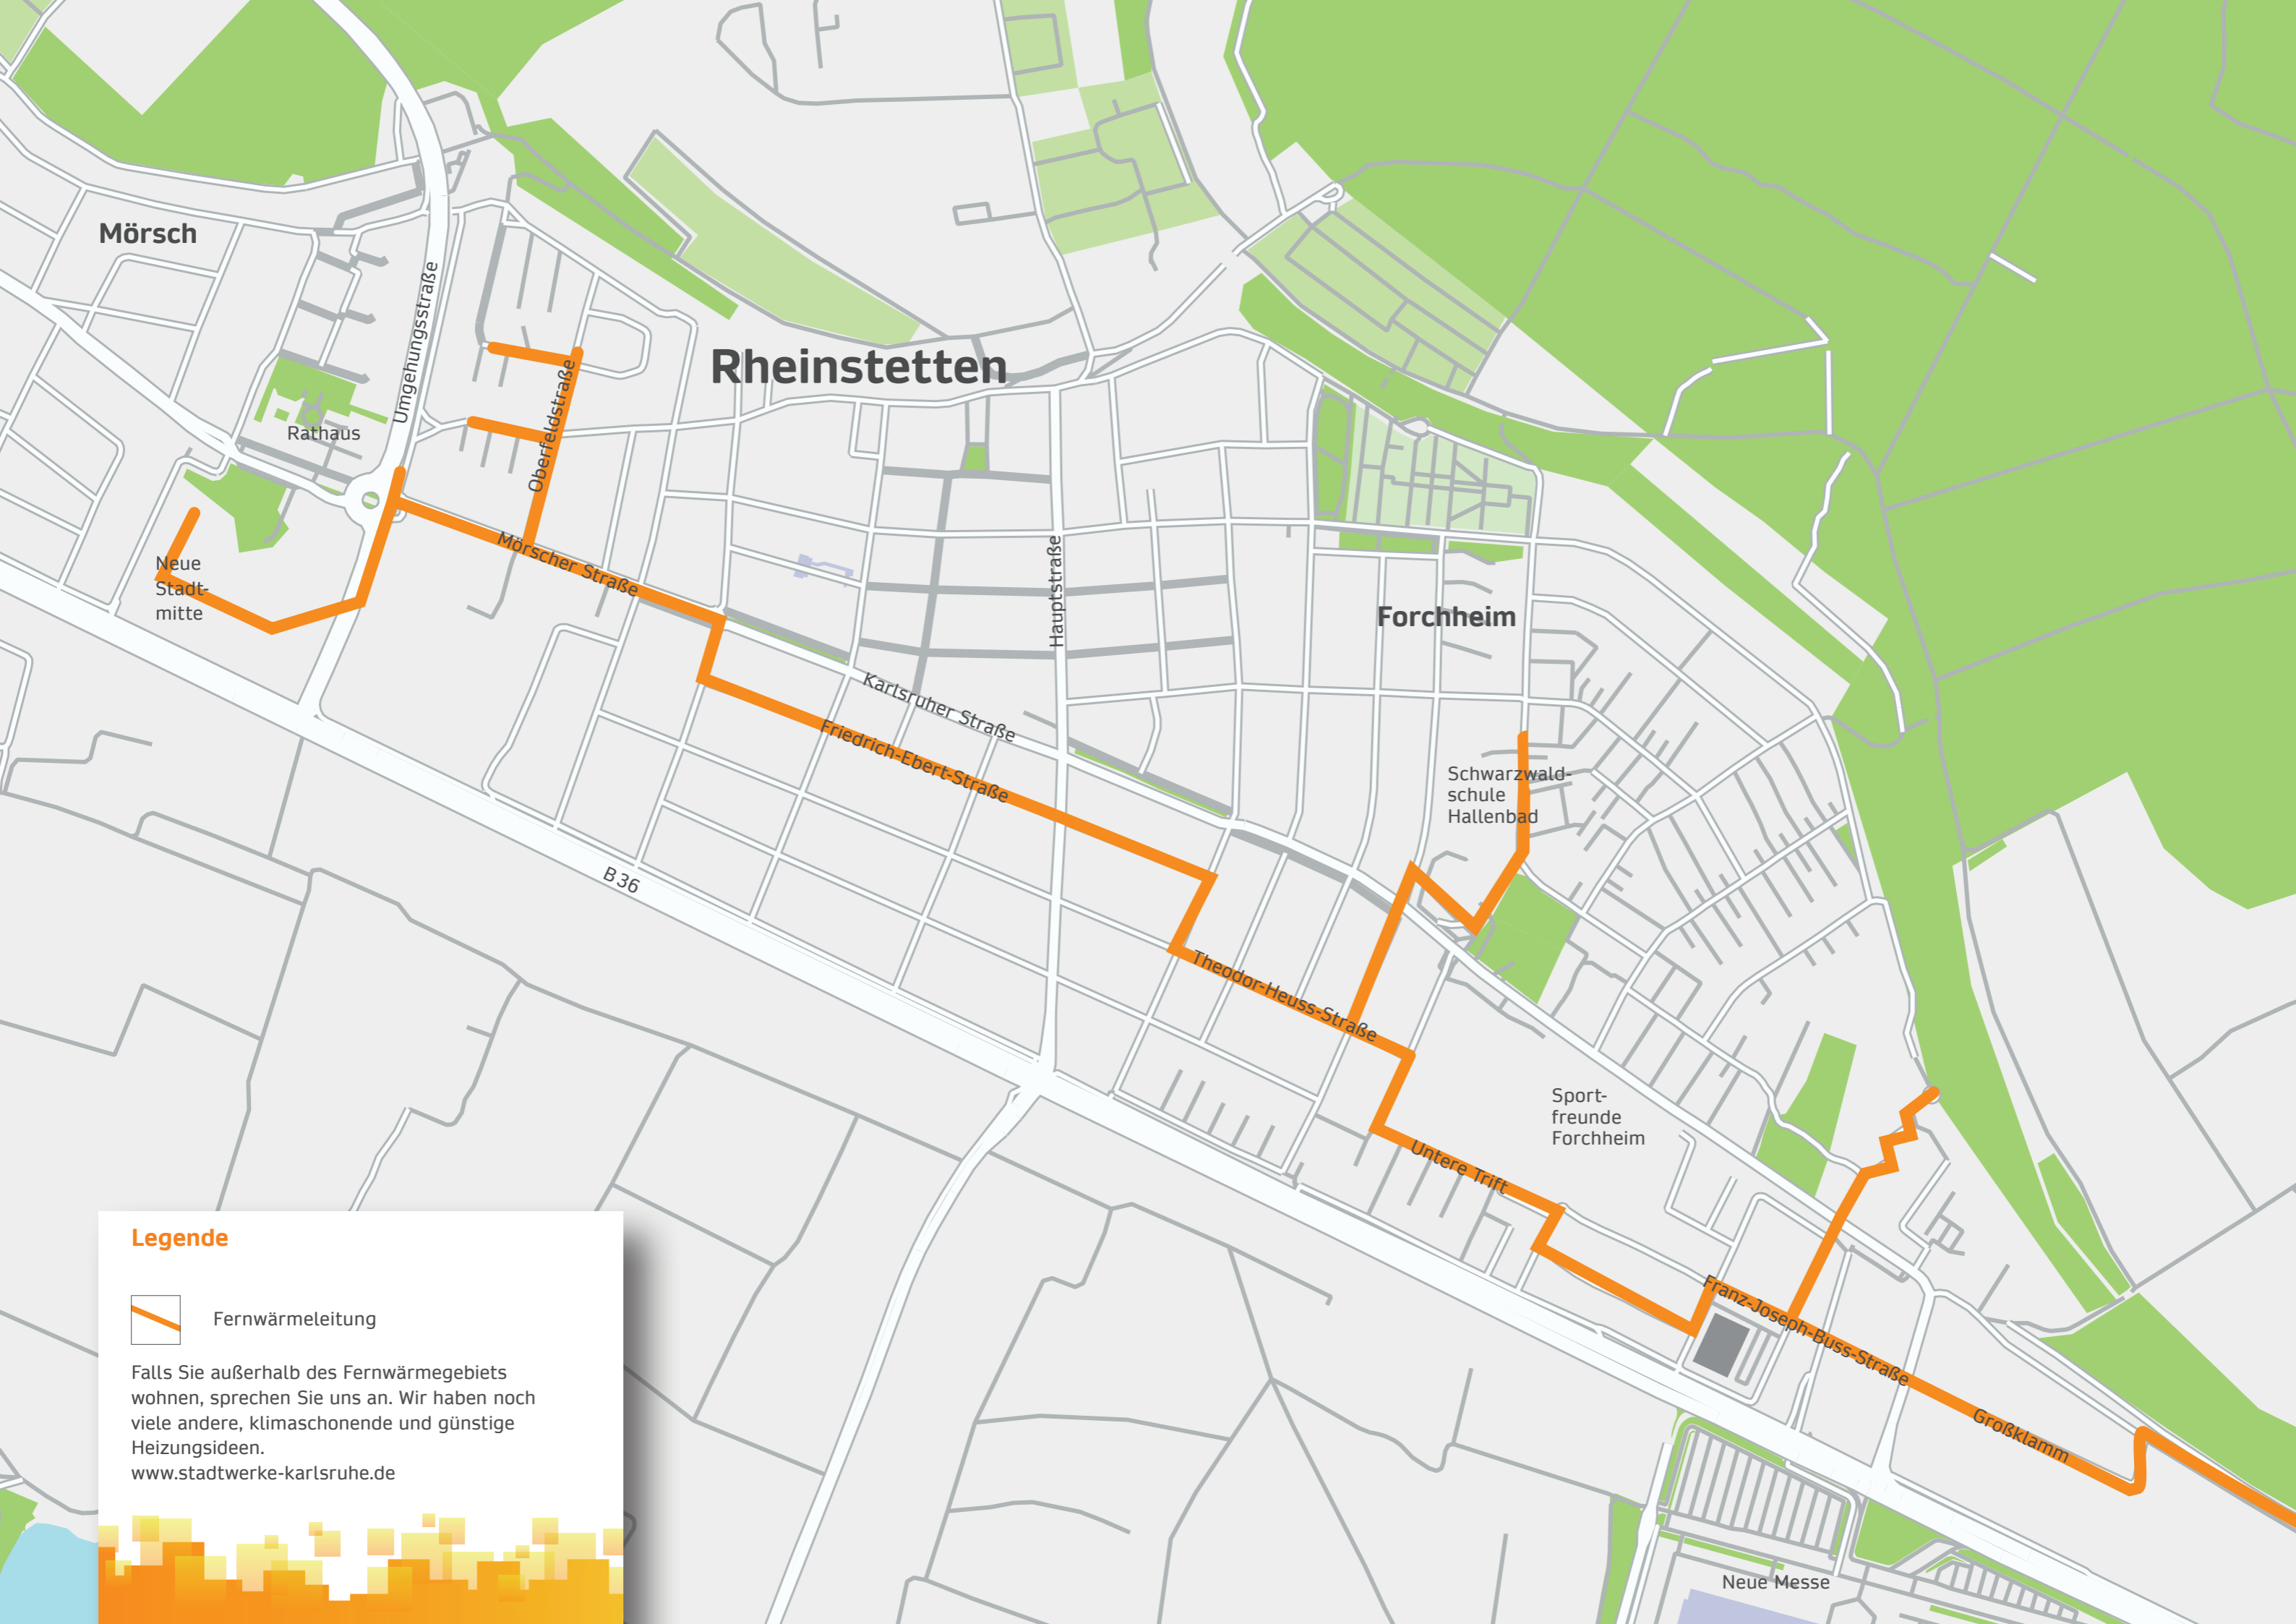 Mörsch
Umgehungsstraße
Rheinstetten
Oberfeldstraße
Rathaus
Mörscher Straße
Neue
Stadt-
mitte
Hauptstraße
Forchheim
Karlsruher Straße
Friedrich-Ebert-Straße
Schwarzwald-
schule
Hallenbad
B 36
Theodor-Heuss-Straße
Sport-
freunde
Forchheim
Untere Trift
Franz-Joseph-Buss-Straße
Großklamm
Neue Messe
Legende
Fernwärmeleitung
Falls Sie außerhalb des Fernwärmegebiets
wohnen, sprechen Sie uns an. Wir haben noch
viele andere, klimaschonende und günstige
Heizungsideen.
www.stadtwerke-karlsruhe.de